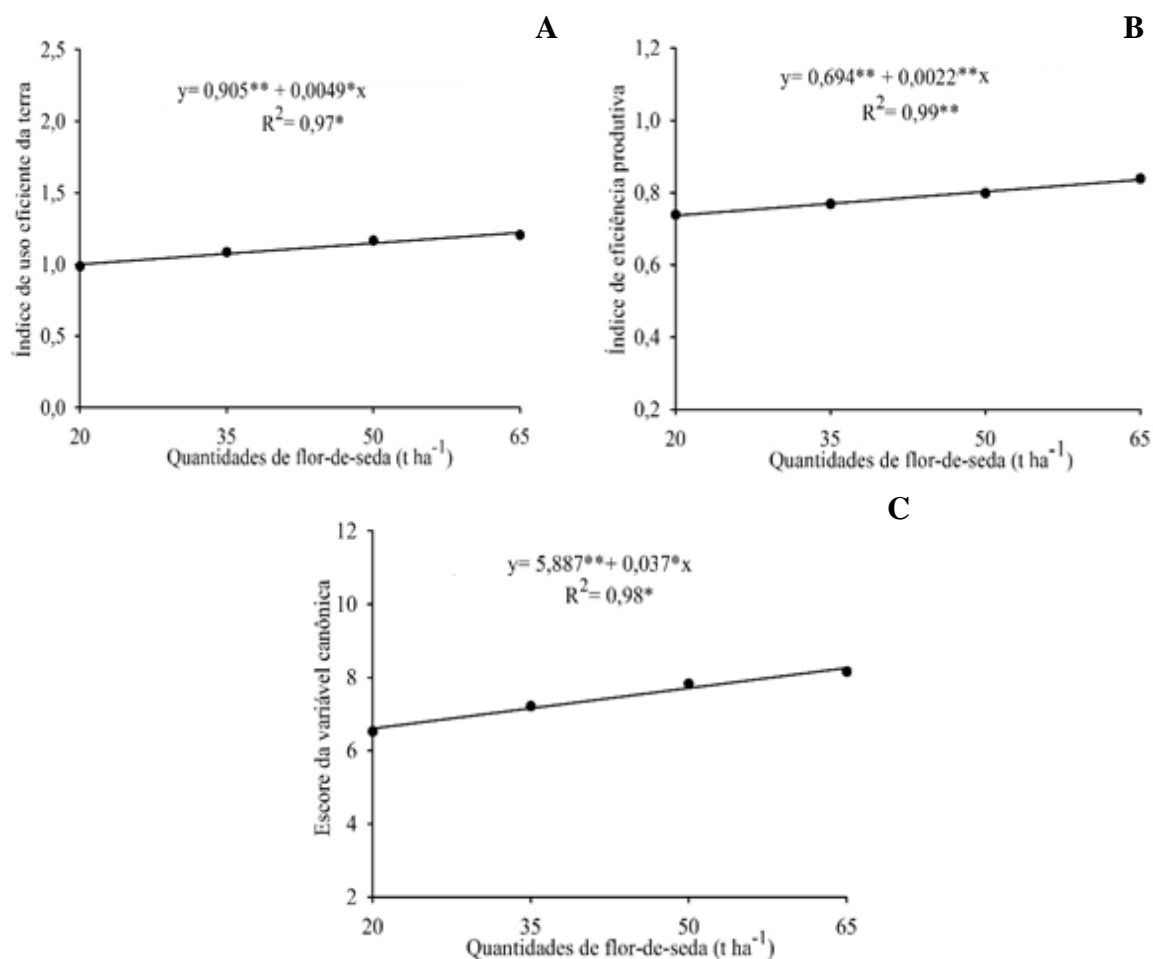 A
2,5
2,0
1,5
1,0
0,5
0,0
y= 0,905** + 0,0049*x
R²= 0,97*
Índice de uso eficiente da terra
20 35 50 65
Quantidades de flor-de-seda (t ha⁻¹)
B
1,2
1,0
0,8
0,6
0,4
0,2
y= 0,694** + 0,0022**x
R²= 0,99**
Índice de eficiência produtiva
20 35 50 65
Quantidades de flor-de-seda (t ha⁻¹)
C
12
10
8
6
4
2
y= 5,887**+ 0,037*x
R²= 0,98*
Escore da variável canônica
20 35 50 65
Quantidades de flor-de-seda (t ha⁻¹)